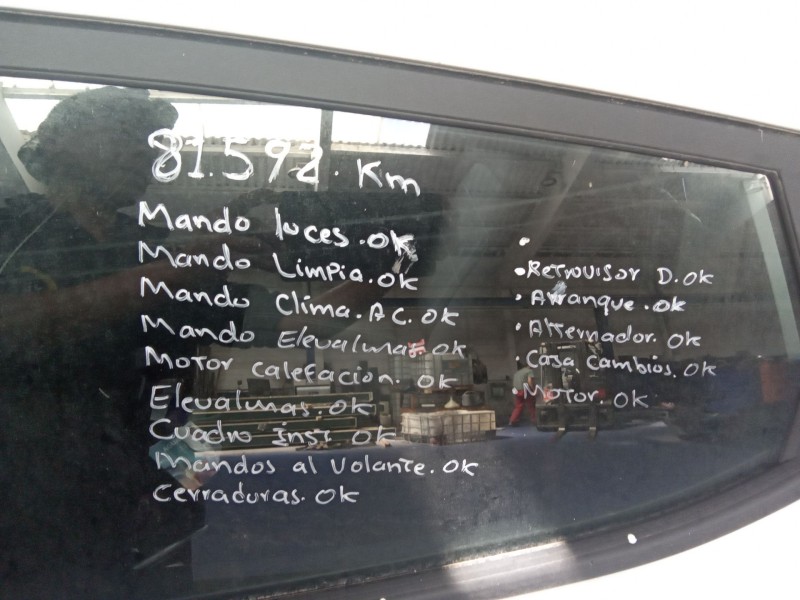 81.592. Km
Mando luces. OK
Mando Limpia. OK
Mando Clima. A C. OK
Mando Elevalunas OK
Motor calefacion. OK
Elevalunas. OK
Cuadro Inst OK
Mandos al Volante. OK
Cerraduras. OK
•
• Retrovisor D. OK
• Arranque. OK
• Alternador. OK
• Casa. Cambios. OK
• Motor. OK